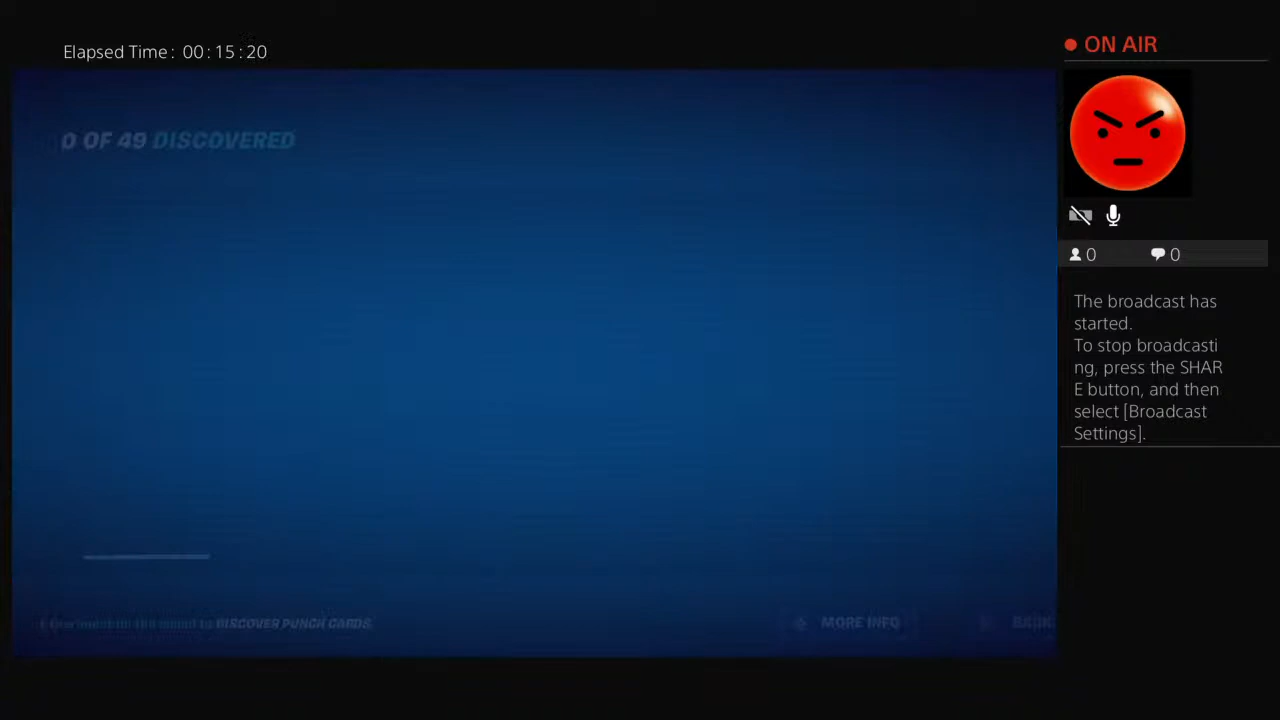 Elapsed Time: 00:15:20
ON AIR
0 OF 49 DISCOVERED
0 0
The broadcast has
started.
To stop broadcasti
ng, press the SHAR
E button, and then
select [Broadcast
Settings].
DISCOVER PUNCH CARDS
MORE INFO
BACK